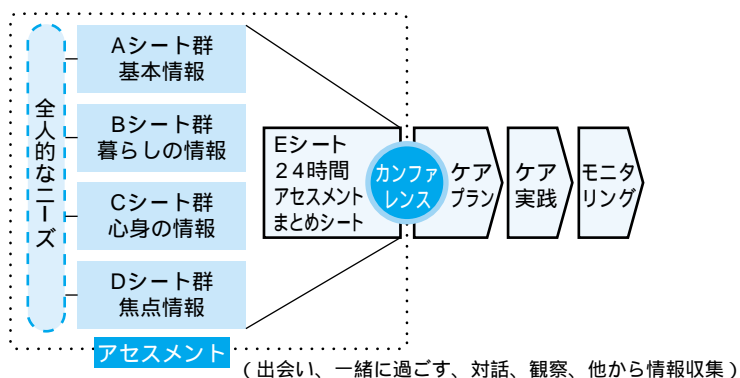 全人的なニーズ
Aシート群
基本情報
Bシート群
暮らしの情報
Cシート群
心身の情報
Dシート群
焦点情報
Eシート
24時間
アセスメント
まとめシート
カンファ
レンス
ケア
プラン
ケア
実践
モニタ
リング
アセスメント
(出会い、一緒に過ごす、対話、観察、他から情報収集)